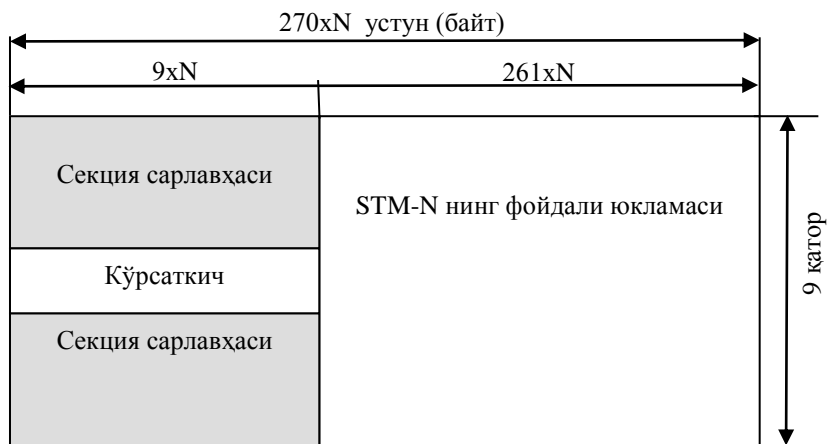 270xN устун (байт)
9xN
261xN
Секция сарлавҳаси
STM-N нинг фойдали юкламаси
Кўрсаткич
Секция сарлавҳаси
9 қатор